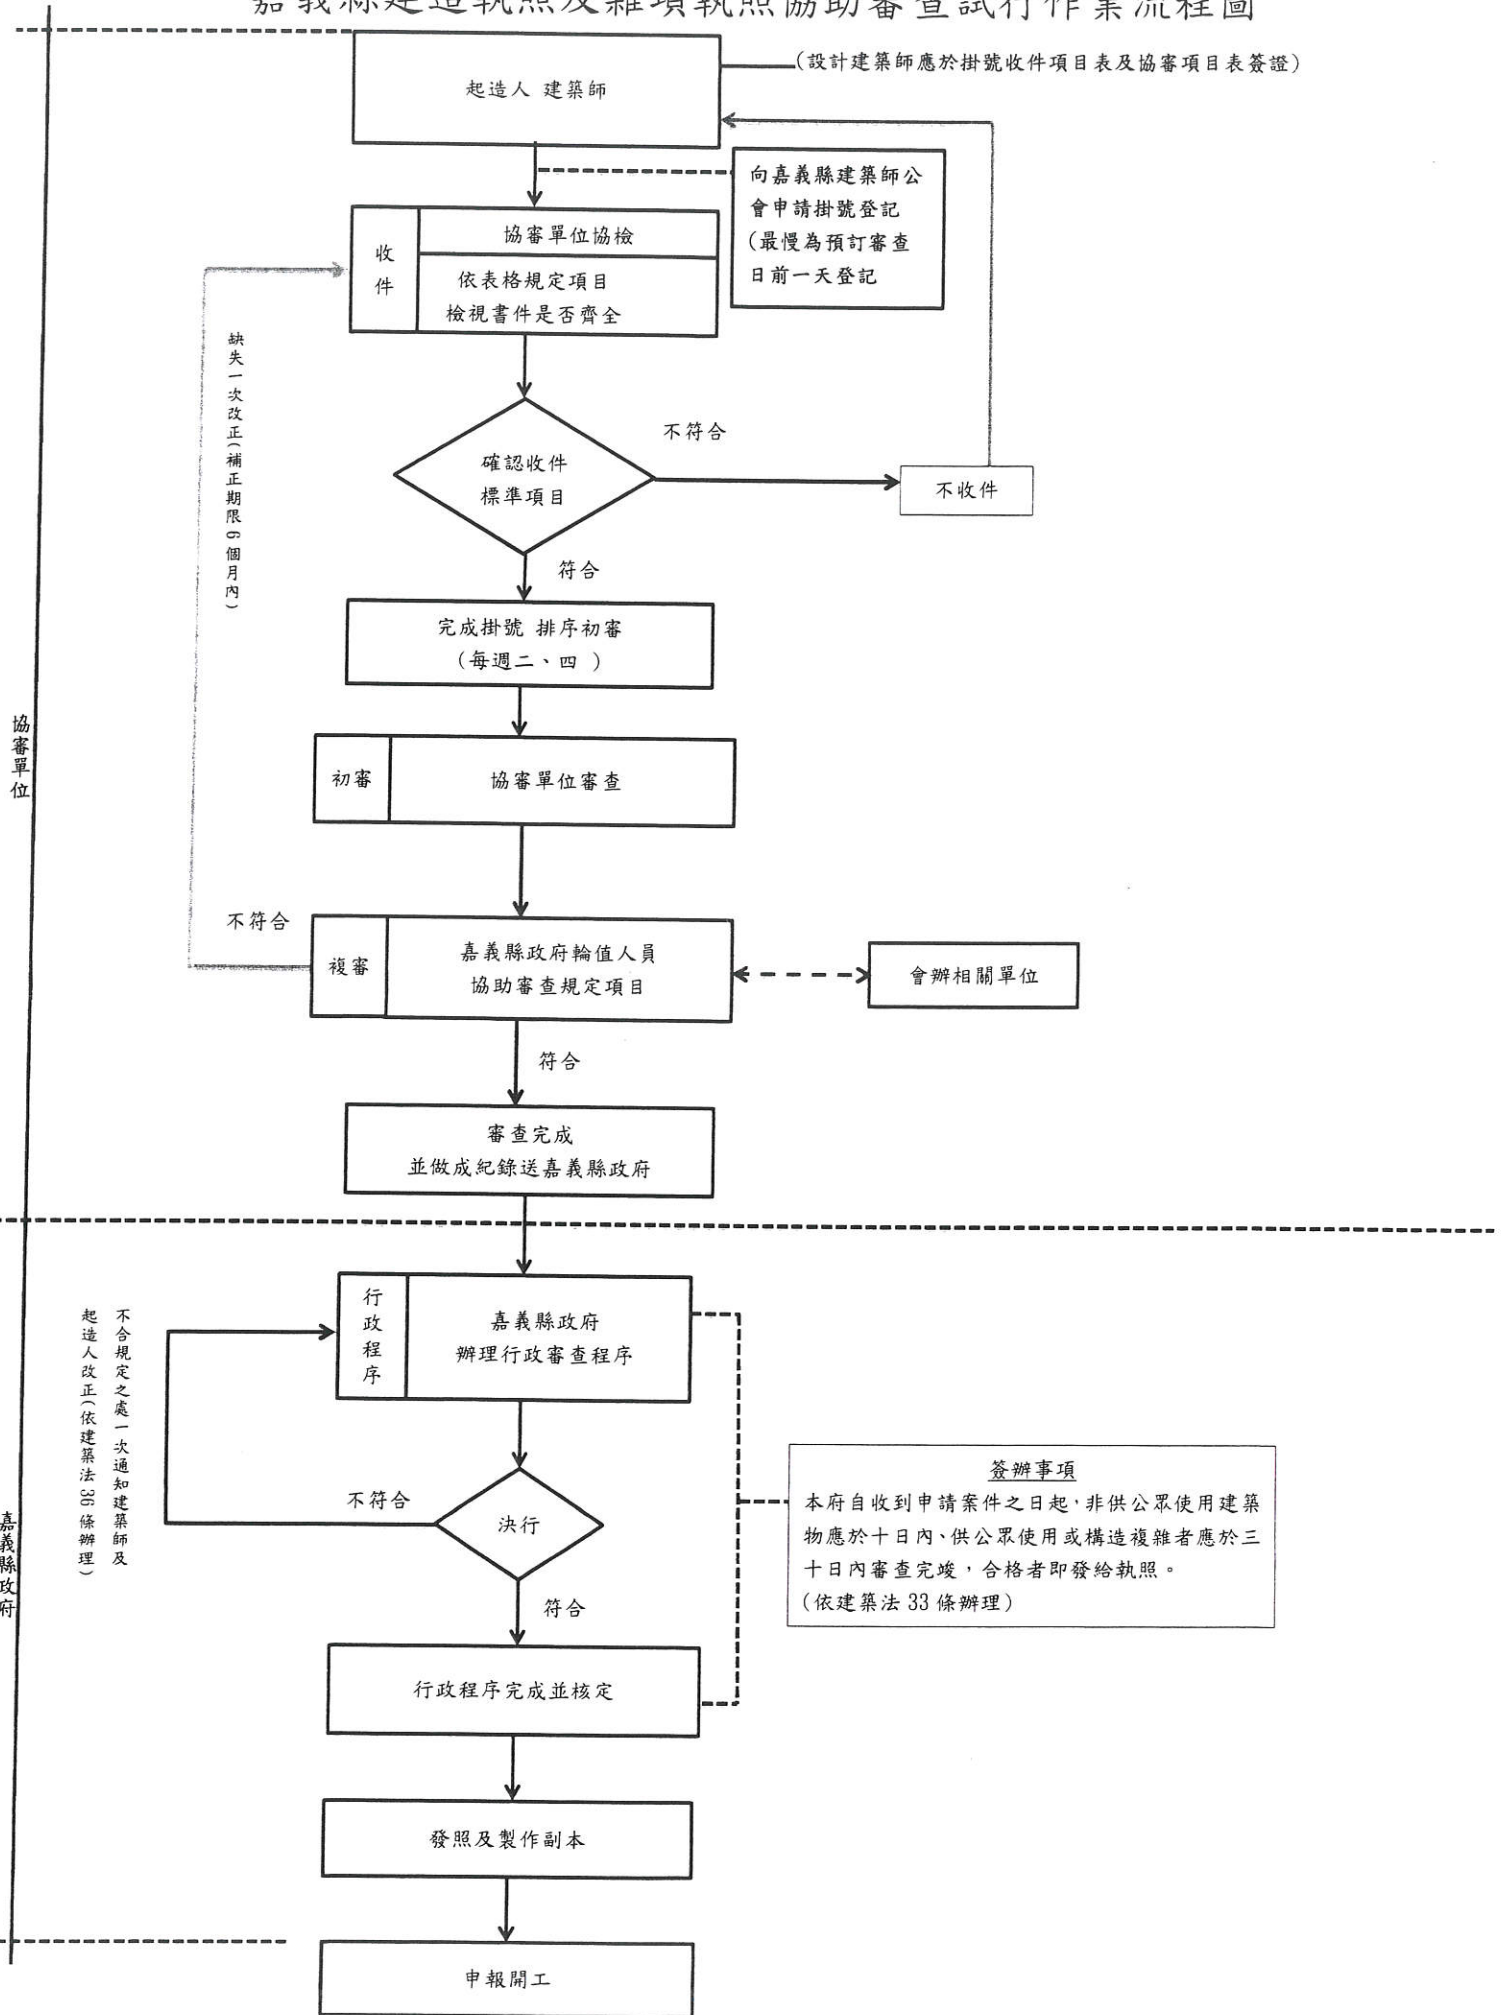 嘉義縣建造執照及雜項執照協助審查試行作業流程圖
起造人 建築師
(設計建築師應於掛號收件項目表及協審項目表簽證)
向嘉義縣建築師公
會申請掛號登記
(最慢為預訂審查
日前一天登記
收件
協審單位協檢
依表格規定項目
檢視書件是否齊全
缺失一次改正(補正期限6個月內)
確認收件
標準項目
不符合
不收件
符合
完成掛號 排序初審
(每週二、四 )
協審單位
初審
協審單位審查
不符合
複審
嘉義縣政府輪值人員
協助審查規定項目
會辦相關單位
符合
審查完成
並做成紀錄送嘉義縣政府
行政程序
嘉義縣政府
辦理行政審查程序
不合規定之處一次通知建築師及
起造人改正(依建築法36條辦理)
不符合
決行
簽辦事項
本府自收到申請案件之日起,非供公眾使用建築
物應於十日內、供公眾使用或構造複雜者應於三
十日內審查完竣,合格者即發給執照。
(依建築法 33 條辦理)
嘉義縣政府
符合
行政程序完成並核定
發照及製作副本
申報開工